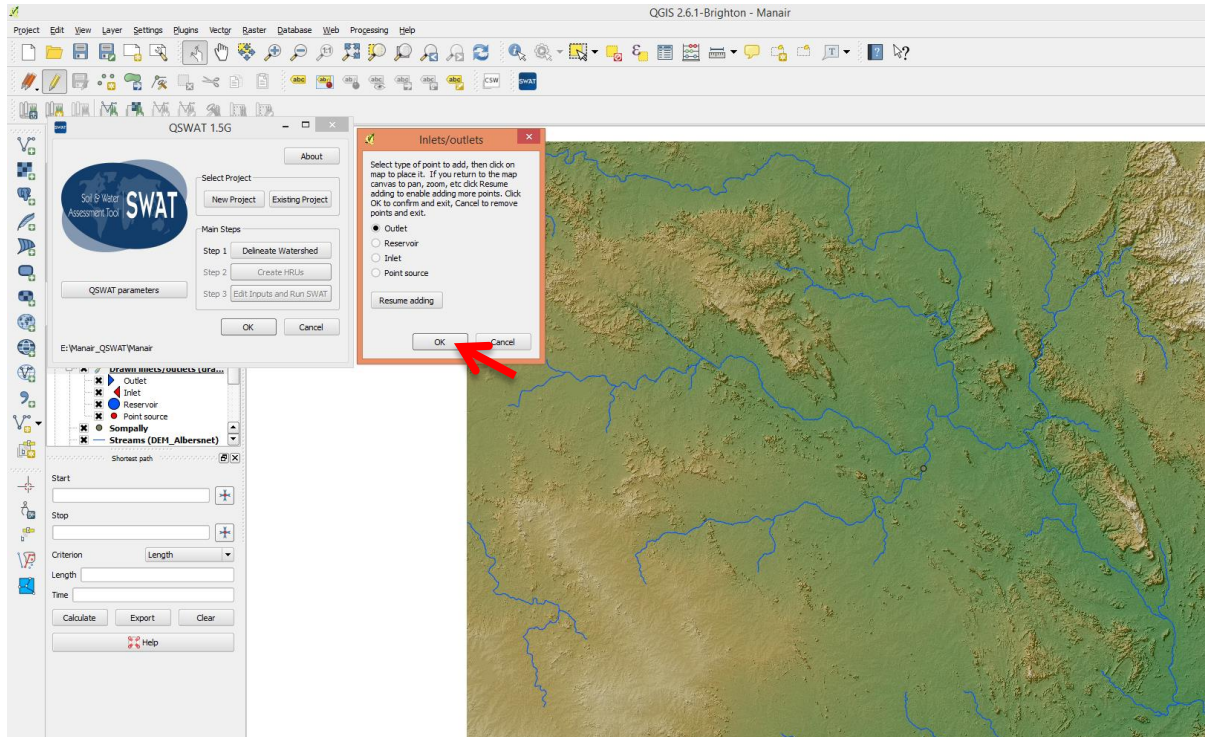 QGIS 2.6.1-Brighton - Manair
Project Edit View Layer Settings Plugins Vector Raster Database Web Processing Help
CSW
SWAT
QSWAT 1.5G
About
Soil & Water
Assessment Tool
SWAT
Select Project
New Project Existing Project
Main Steps
Step 1 Delineate Watershed
Step 2 Create HRUs
Step 3 Edit Inputs and Run SWAT
QSWAT parameters
OK Cancel
E:\Manair_QSWAT\Manair
Inlets/outlets
Select type of point to add, then click on
map to place it. If you return to the map
canvas to pan, zoom, etc click Resume
adding to enable adding more points. Click
OK to confirm and exit, Cancel to remove
points and exit.
Outlet
Reservoir
Inlet
Point source
Resume adding
OK Cancel
Drawn inlets/outlets (dra...
Outlet
Inlet
Reservoir
Point source
Sompally
Streams (DEM_Albersnet)
Shortest path
Start
Stop
Criterion Length
Length
Time
Calculate Export Clear
Help